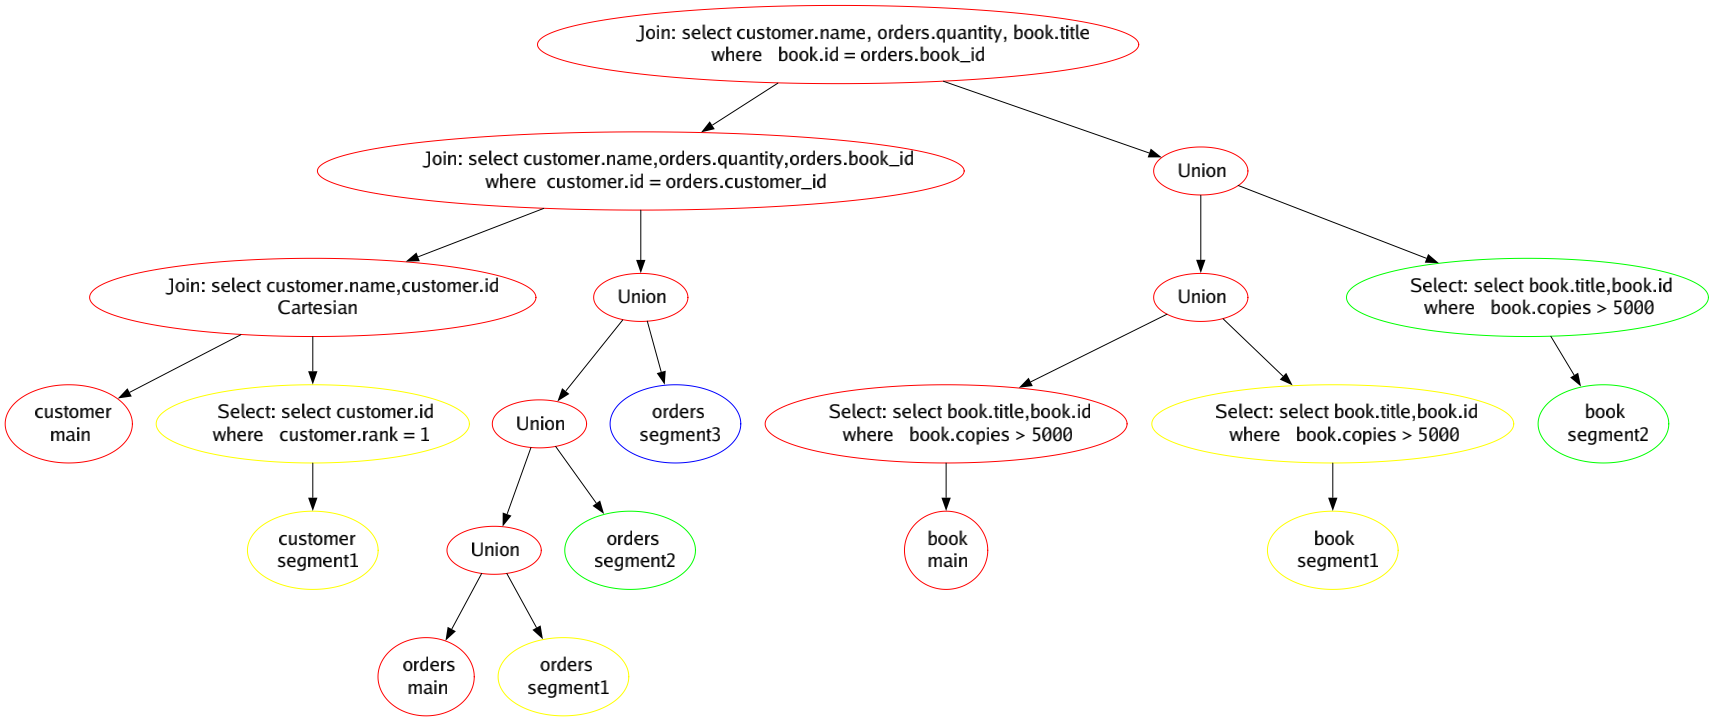 Join: select customer.name, orders.quantity, book.title
where   book.id = orders.book_id
Join: select customer.name,orders.quantity,orders.book_id
where  customer.id = orders.customer_id
Union
Join: select customer.name,customer.id
Cartesian
Union
Union
Select: select book.title,book.id
where   book.copies > 5000
customer
main
Select: select customer.id
where   customer.rank = 1
Union
orders
segment3
Select: select book.title,book.id
where   book.copies > 5000
Select: select book.title,book.id
where   book.copies > 5000
book
segment2
customer
segment1
Union
orders
segment2
book
main
book
segment1
orders
main
orders
segment1